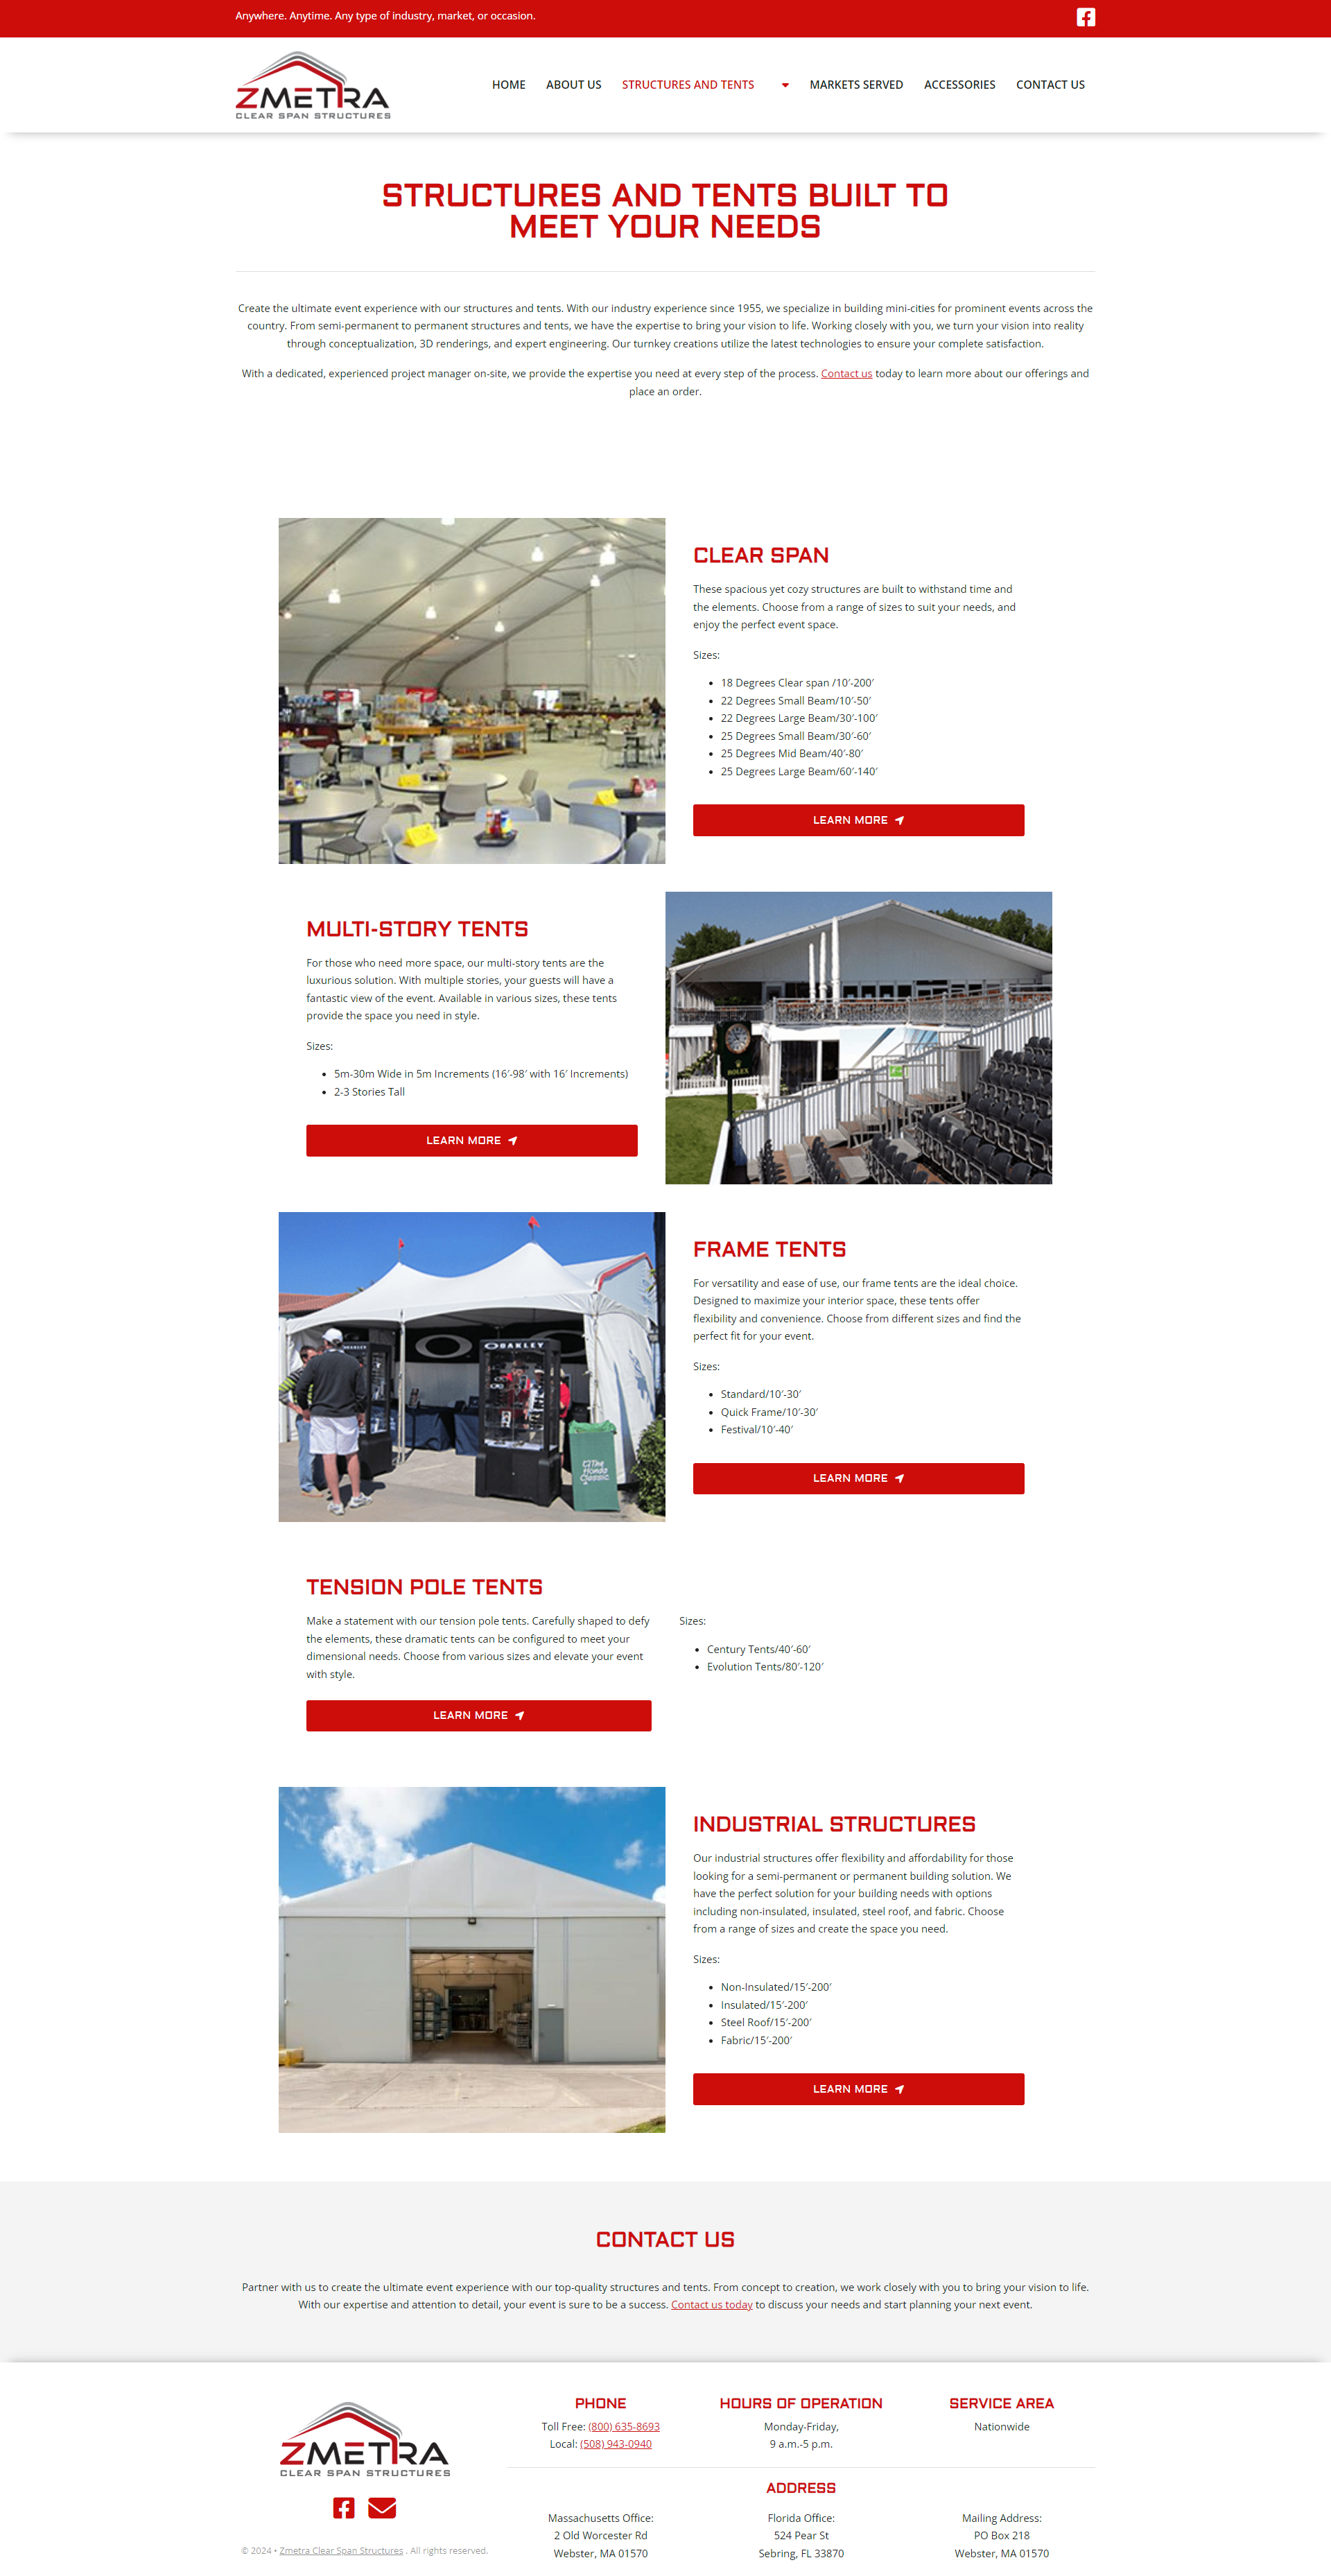 Anywhere. Anytime. Any type of industry, market, or occasion.
ZMETRA
CLEAR SPAN STRUCTURES
HOME ABOUT US STRUCTURES AND TENTS MARKETS SERVED ACCESSORIES CONTACT US
STRUCTURES AND TENTS BUILT TO
MEET YOUR NEEDS
Create the ultimate event experience with our structures and tents. With our industry experience since 1955, we specialize in building mini-cities for prominent events across the
country. From semi-permanent to permanent structures and tents, we have the expertise to bring your vision to life. Working closely with you, we turn your vision into reality
through conceptualization, 3D renderings, and expert engineering. Our turnkey creations utilize the latest technologies to ensure your complete satisfaction.
With a dedicated, experienced project manager on-site, we provide the expertise you need at every step of the process. Contact us today to learn more about our offerings and
place an order.
CLEAR SPAN
These spacious yet cozy structures are built to withstand time and
the elements. Choose from a range of sizes to suit your needs, and
enjoy the perfect event space.
Sizes:
18 Degrees Clear span /10′-200′
22 Degrees Small Beam/10′-50′
22 Degrees Large Beam/30′-100′
25 Degrees Small Beam/30′-60′
25 Degrees Mid Beam/40′-80′
25 Degrees Large Beam/60′-140′
LEARN MORE
MULTI-STORY TENTS
For those who need more space, our multi-story tents are the
luxurious solution. With multiple stories, your guests will have a
fantastic view of the event. Available in various sizes, these tents
provide the space you need in style.
Sizes:
5m-30m Wide in 5m Increments (16′-98′ with 16′ Increments)
2-3 Stories Tall
LEARN MORE
ROLEX
OAKLEY
OAKLEY
The
Honda
Classic
FRAME TENTS
For versatility and ease of use, our frame tents are the ideal choice.
Designed to maximize your interior space, these tents offer
flexibility and convenience. Choose from different sizes and find the
perfect fit for your event.
Sizes:
Standard/10′-30′
Quick Frame/10′-30′
Festival/10′-40′
LEARN MORE
TENSION POLE TENTS
Make a statement with our tension pole tents. Carefully shaped to defy
the elements, these dramatic tents can be configured to meet your
dimensional needs. Choose from various sizes and elevate your event
with style.
LEARN MORE
Sizes:
Century Tents/40′-60′
Evolution Tents/80′-120′
INDUSTRIAL STRUCTURES
Our industrial structures offer flexibility and affordability for those
looking for a semi-permanent or permanent building solution. We
have the perfect solution for your building needs with options
including non-insulated, insulated, steel roof, and fabric. Choose
from a range of sizes and create the space you need.
Sizes:
Non-Insulated/15′-200′
Insulated/15′-200′
Steel Roof/15′-200′
Fabric/15′-200′
LEARN MORE
CONTACT US
Partner with us to create the ultimate event experience with our top-quality structures and tents. From concept to creation, we work closely with you to bring your vision to life.
With our expertise and attention to detail, your event is sure to be a success. Contact us today to discuss your needs and start planning your next event.
ZMETRA
CLEAR SPAN STRUCTURES
© 2024 • Zmetra Clear Span Structures . All rights reserved.
PHONE
Toll Free: (800) 635-8693
Local: (508) 943-0940
HOURS OF OPERATION
Monday-Friday,
9 a.m.-5 p.m.
SERVICE AREA
Nationwide
ADDRESS
Massachusetts Office:
2 Old Worcester Rd
Webster, MA 01570
Florida Office:
524 Pear St
Sebring, FL 33870
Mailing Address:
PO Box 218
Webster, MA 01570